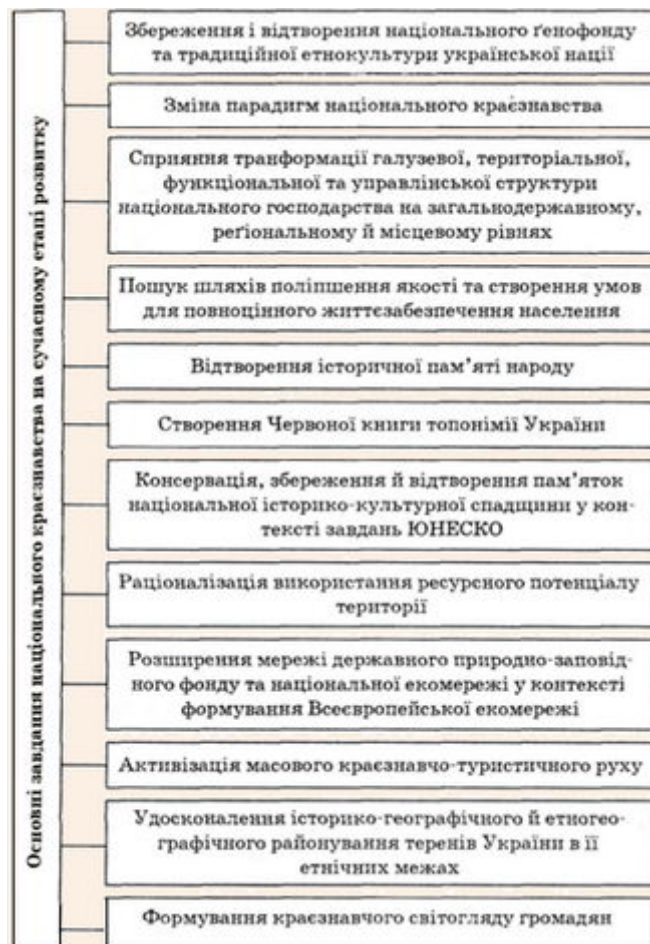 Основні завдання національного краєзнавства на сучасному етапі розвитку
Збереження і відтворення національного ґенофонду
та традиційної етнокультури української нації
Зміна парадигм національного краєзнавства
Сприяння транформації галузевої, територіальної,
функціональної та управлінської структури
національного господарства на загальнодержавному,
реґіональному й місцевому рівнях
Пошук шляхів поліпшення якості та створення умов
для повноцінного життєзабезпечення населення
Відтворення історичної пам’яті народу
Створення Червоної книги топонімії України
Консервація, збереження й відтворення пам’яток
національної історико-культурної спадщини у кон-
тексті завдань ЮНЕСКО
Раціоналізація використання ресурсного потенціалу
території
Розширення мережі державного природно-заповід-
ного фонду та національної екомережі у контексті
формування Всеєвропейської екомережі
Активізація масового краєзнавчо-туристичного руху
Удосконалення історико-географічного й етногео-
графічного районування теренів України в її
етнічних межах
Формування краєзнавчого світогляду громадян